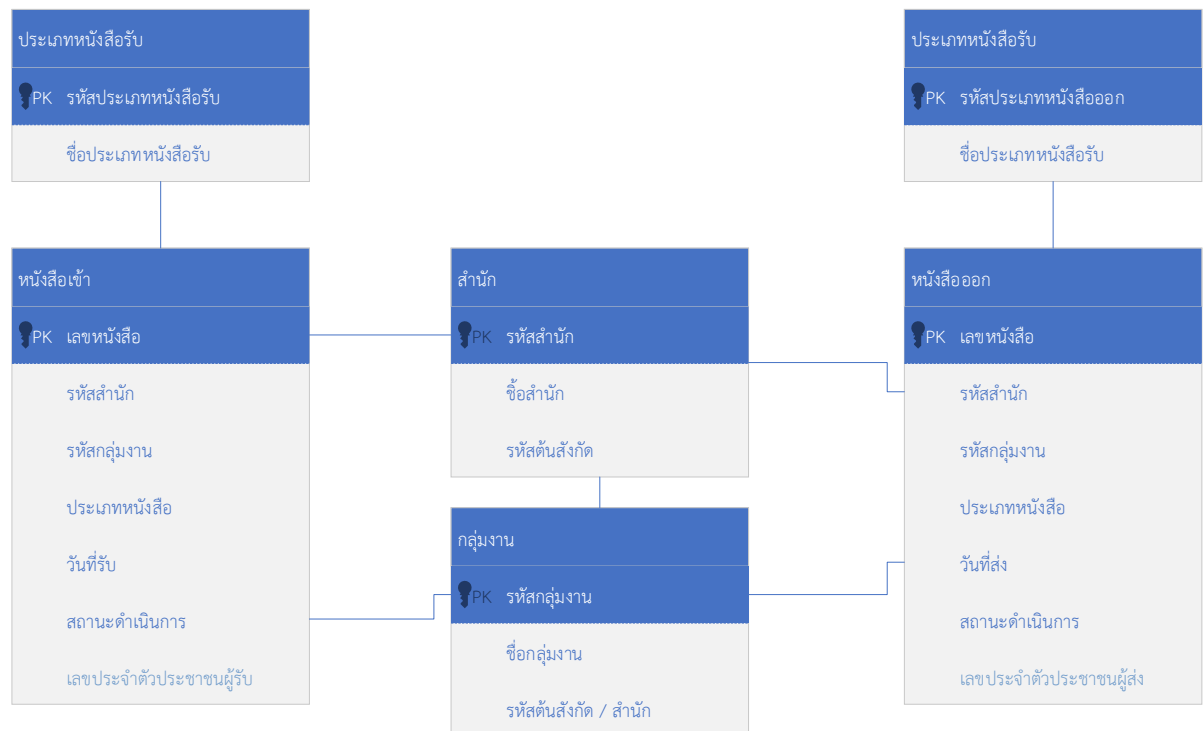 ประเภทหนังสือรับ
PK รหัสประเภทหนังสือรับ
ชื่อประเภทหนังสือรับ
ประเภทหนังสือรับ
PK รหัสประเภทหนังสือออก
ชื่อประเภทหนังสือรับ
หนังสือเข้า
PK เลขหนังสือ
รหัสสำนัก
รหัสกลุ่มงาน
ประเภทหนังสือ
วันที่รับ
สถานะดำเนินการ
เลขประจำตัวประชาชนผู้รับ
สำนัก
PK รหัสสำนัก
ชิ้อสำนัก
รหัสต้นสังกัด
กลุ่มงาน
PK รหัสกลุ่มงาน
ชื่อกลุ่มงาน
รหัสต้นสังกัด / สำนัก
หนังสือออก
PK เลขหนังสือ
รหัสสำนัก
รหัสกลุ่มงาน
ประเภทหนังสือ
วันที่ส่ง
สถานะดำเนินการ
เลขประจำตัวประชาชนผู้ส่ง